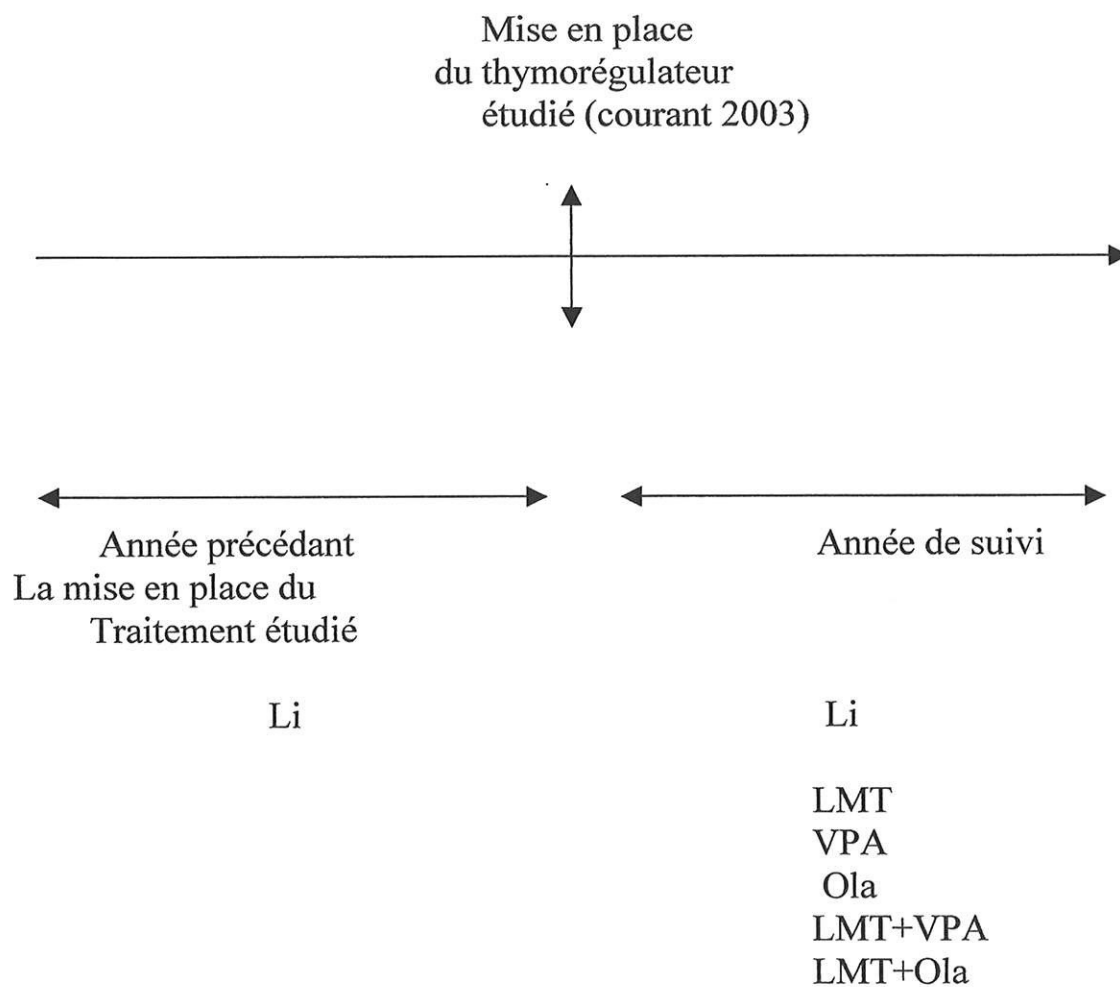 Mise en place
du thymorégulateur
étudié (courant 2003)
Année précédant
La mise en place du
Traitement étudié
Année de suivi
Li
Li
LMT
VPA
Ola
LMT+VPA
LMT+Ola